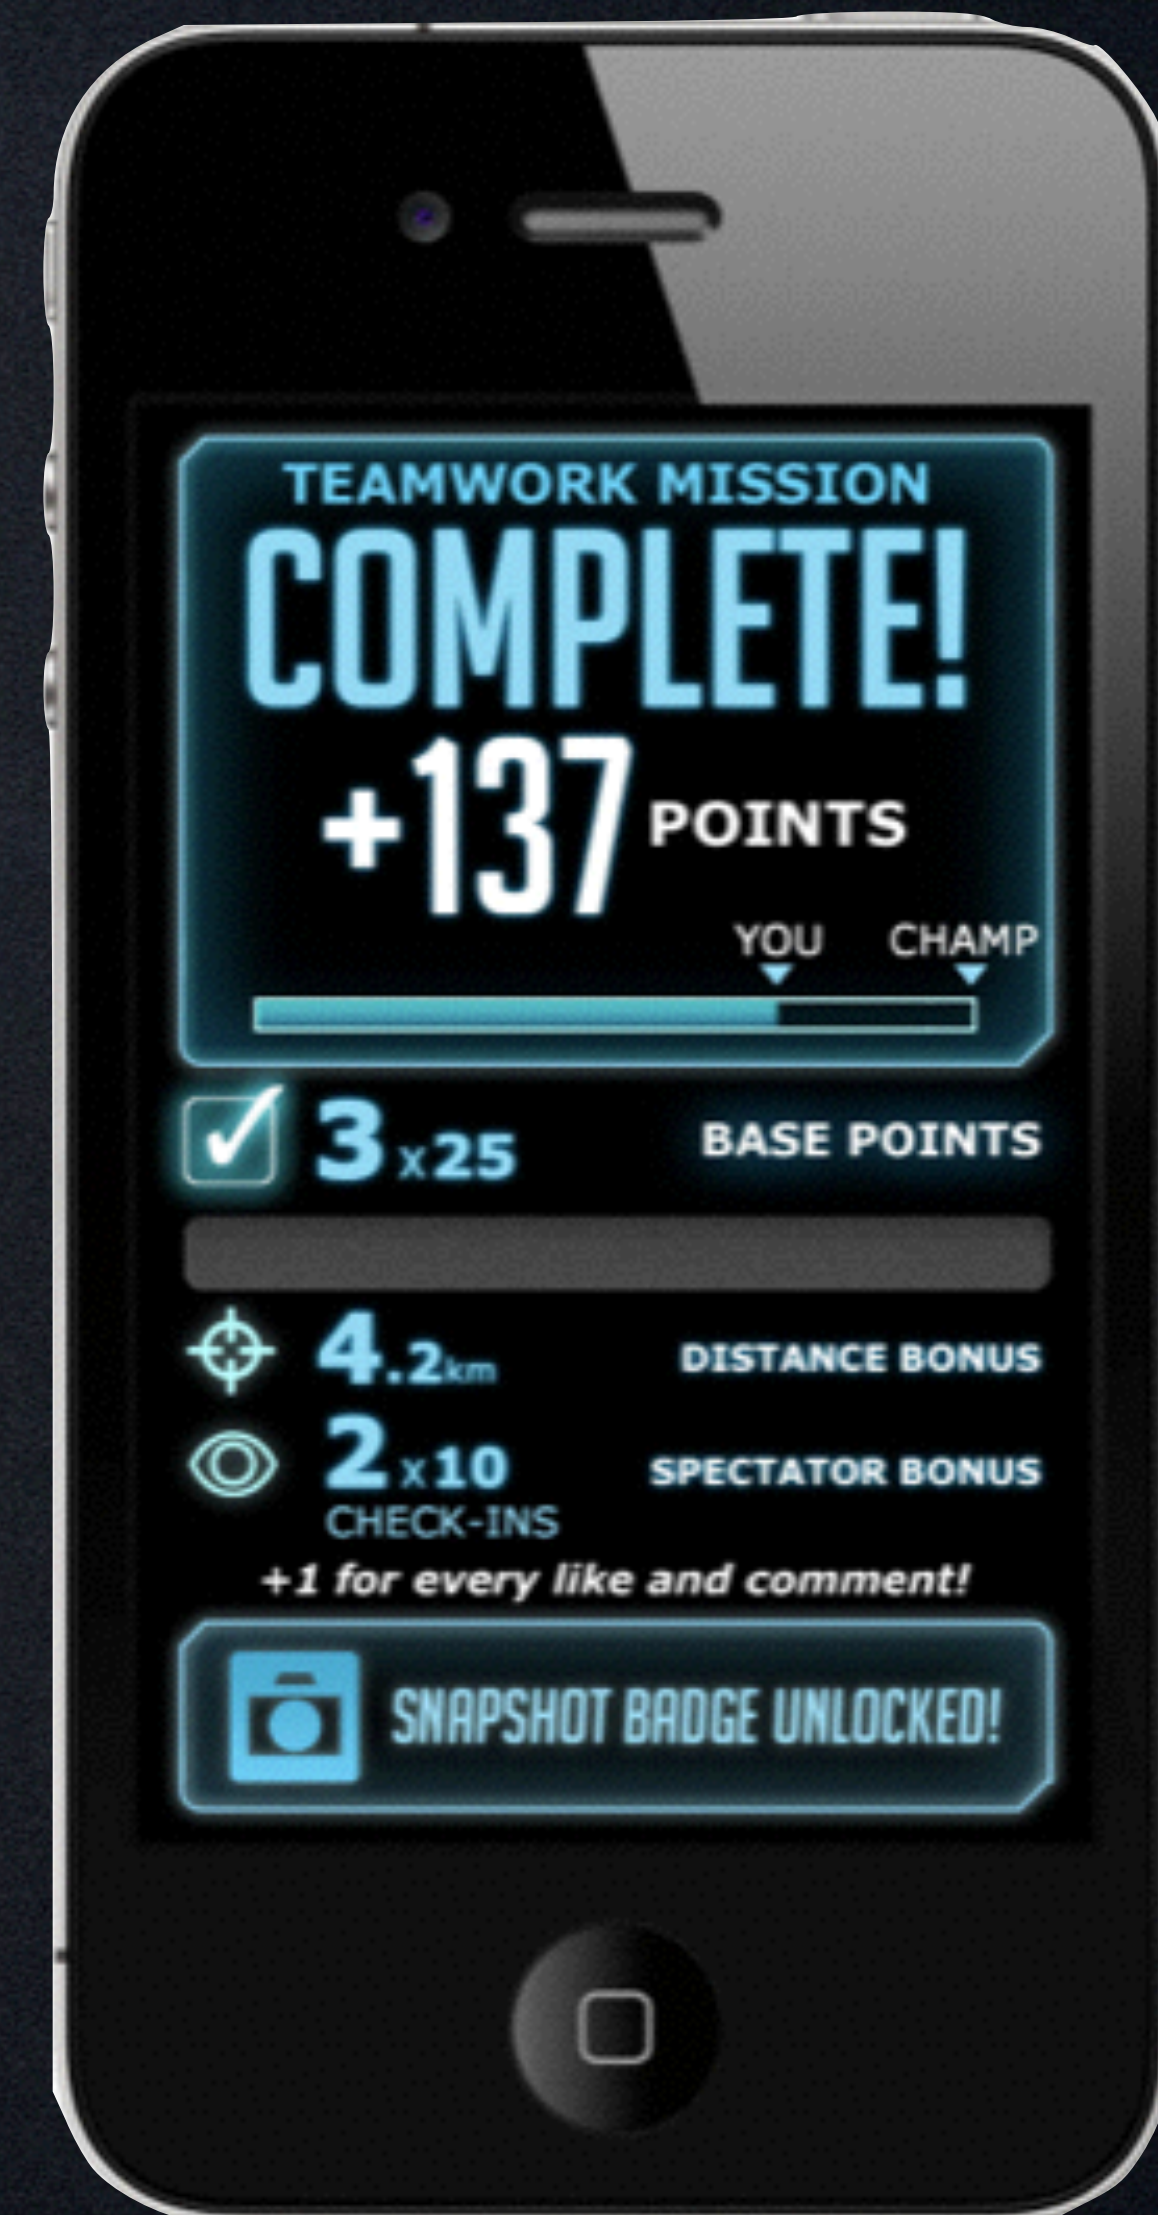 TEAMWORK MISSION
COMPLETE!
+137 POINTS
YOU CHAMP
3 x25 BASE POINTS
4.2km DISTANCE BONUS
2 x10 SPECTATOR BONUS
CHECK-INS
+1 for every like and comment!
SNAPSHOT BADGE UNLOCKED!